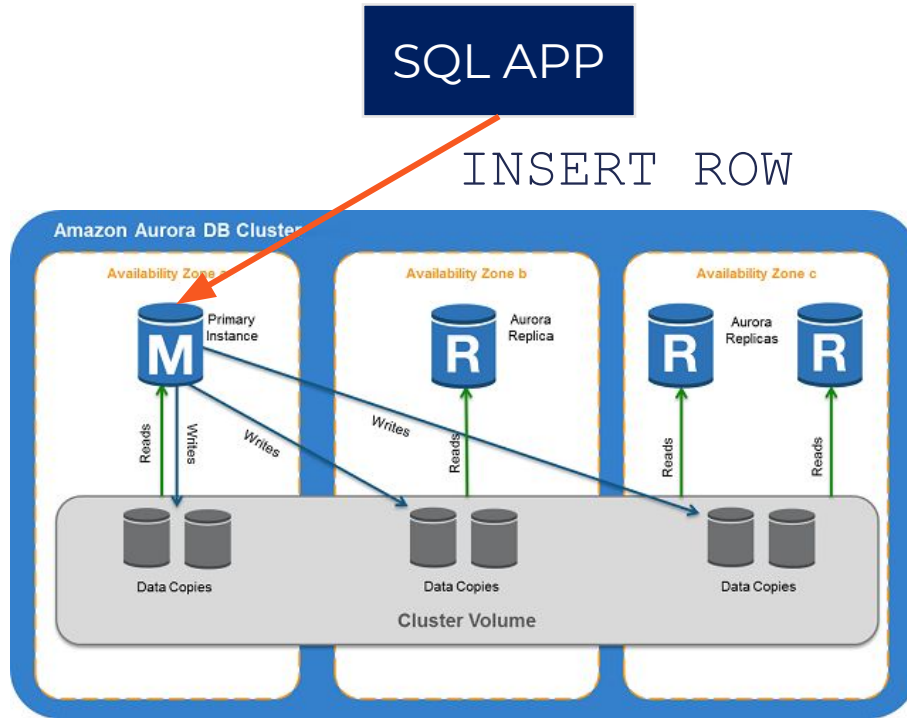 SQL APP
INSERT ROW
Amazon Aurora DB Cluster
Availability Zone a
Availability Zone b
Availability Zone c
M
Primary
Instance
R
Aurora
Replica
R
Aurora
Replicas
R
Reads
Writes
Writes
Reads
Writes
Reads
Reads
Data Copies
Data Copies
Data Copies
Cluster Volume